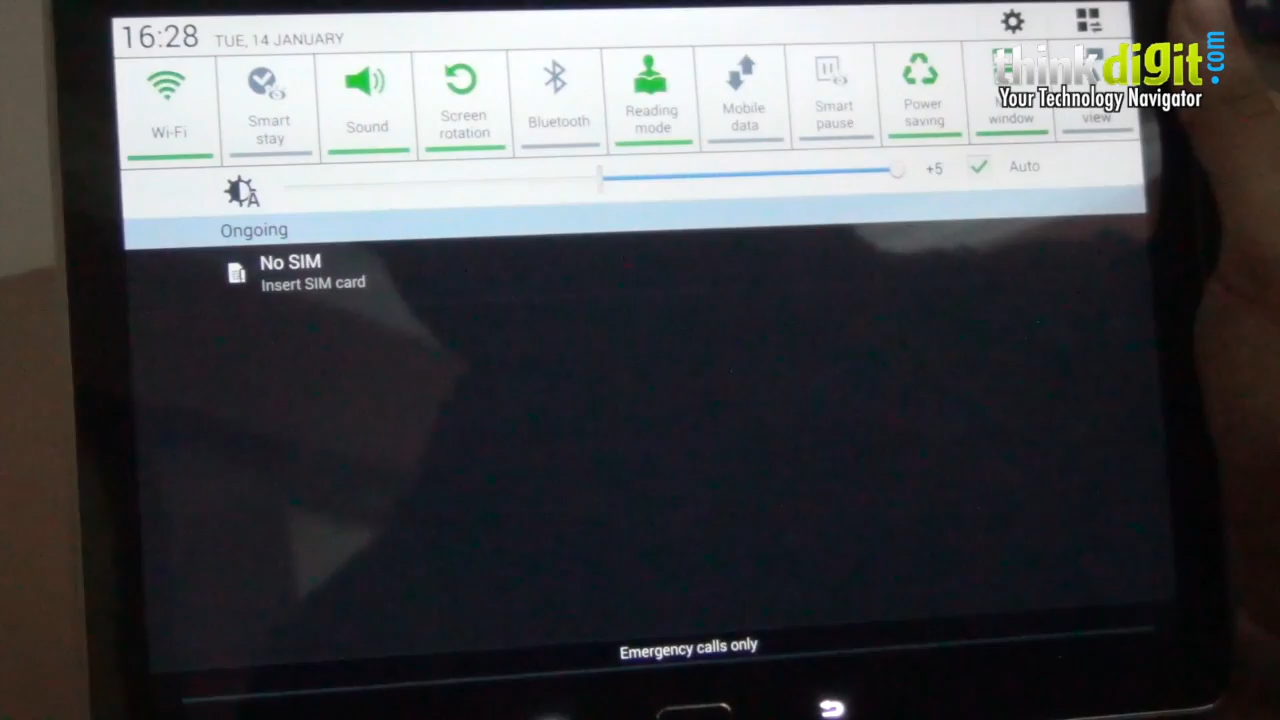 16:28 TUE, 14 JANUARY
thinkdigit.com
Your Technology Navigator
Wi-Fi
Smart
stay
Sound
Screen
rotation
Bluetooth
Reading
mode
Mobile
data
Smart
pause
Power
saving
window
view
+5
Auto
Ongoing
No SIM
Insert SIM card
Emergency calls only